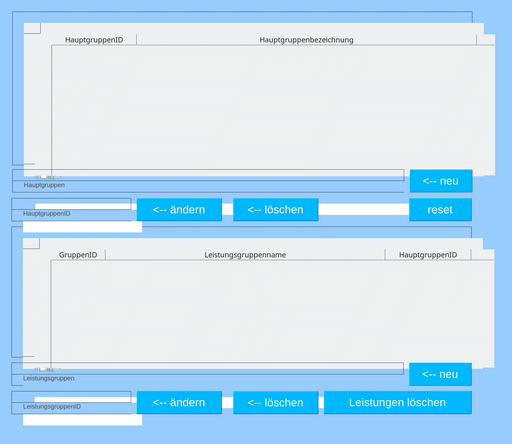 HauptgruppenID Hauptgruppenbezeichnung
<-- neu
Hauptgruppen
HauptgruppenID <-- ändern <-- löschen reset
GruppenID Leistungsgruppenname HauptgruppenID
<-- neu
Leistungsgruppen
LeistungsgruppenID <-- ändern <-- löschen Leistungen löschen